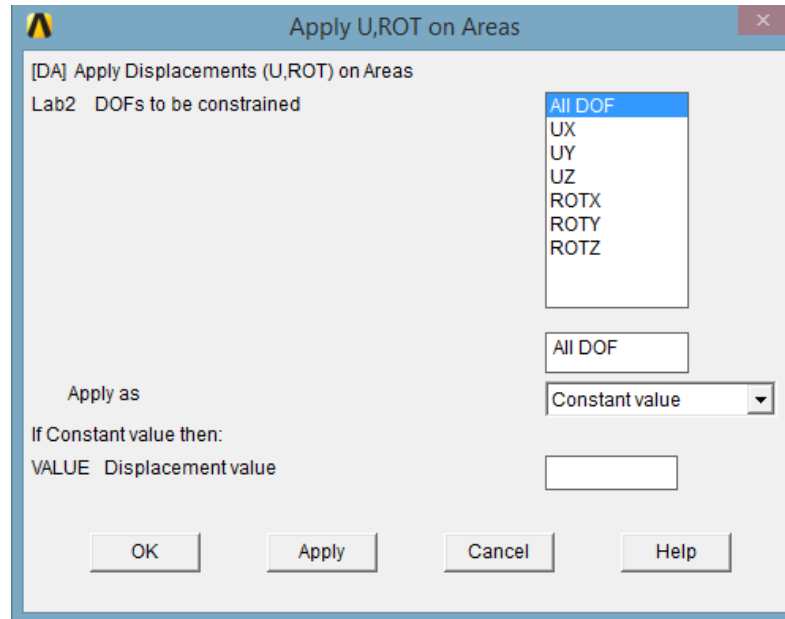 Apply U,ROT on Areas
[DA] Apply Displacements (U,ROT) on Areas
Lab2 DOFs to be constrained
All DOF
UX
UY
UZ
ROTX
ROTY
ROTZ
All DOF
Apply as Constant value
If Constant value then:
VALUE Displacement value
OK Apply Cancel Help